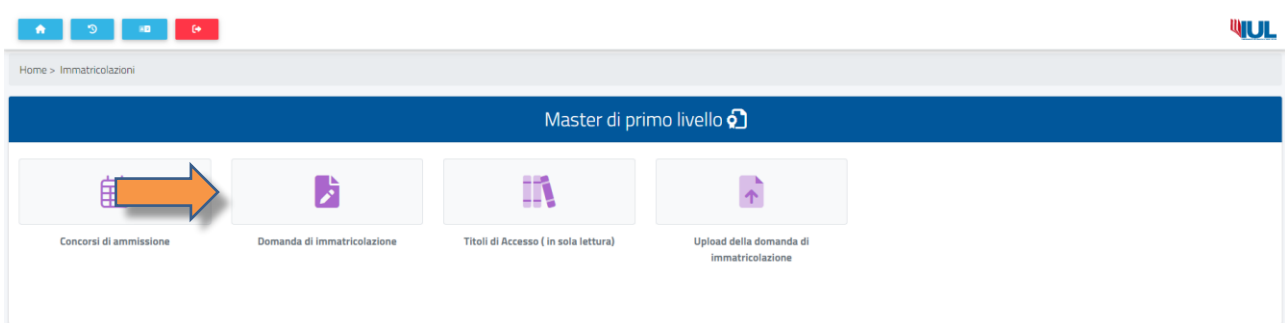 IUL
Home > Immatricolazioni
Master di primo livello
Concorsi di ammissione
Domanda di immatricolazione
Titoli di Accesso ( in sola lettura)
Upload della domanda di
immatricolazione